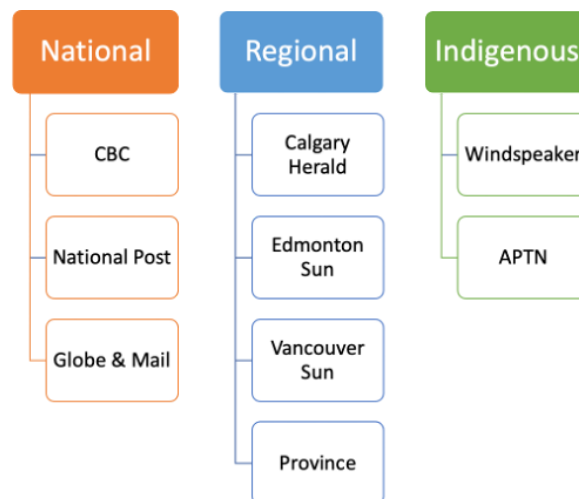 National
CBC
National Post
Globe & Mail
Regional
Calgary
Herald
Edmonton
Sun
Vancouver
Sun
Province
Indigenous
Windspeaker
APTN